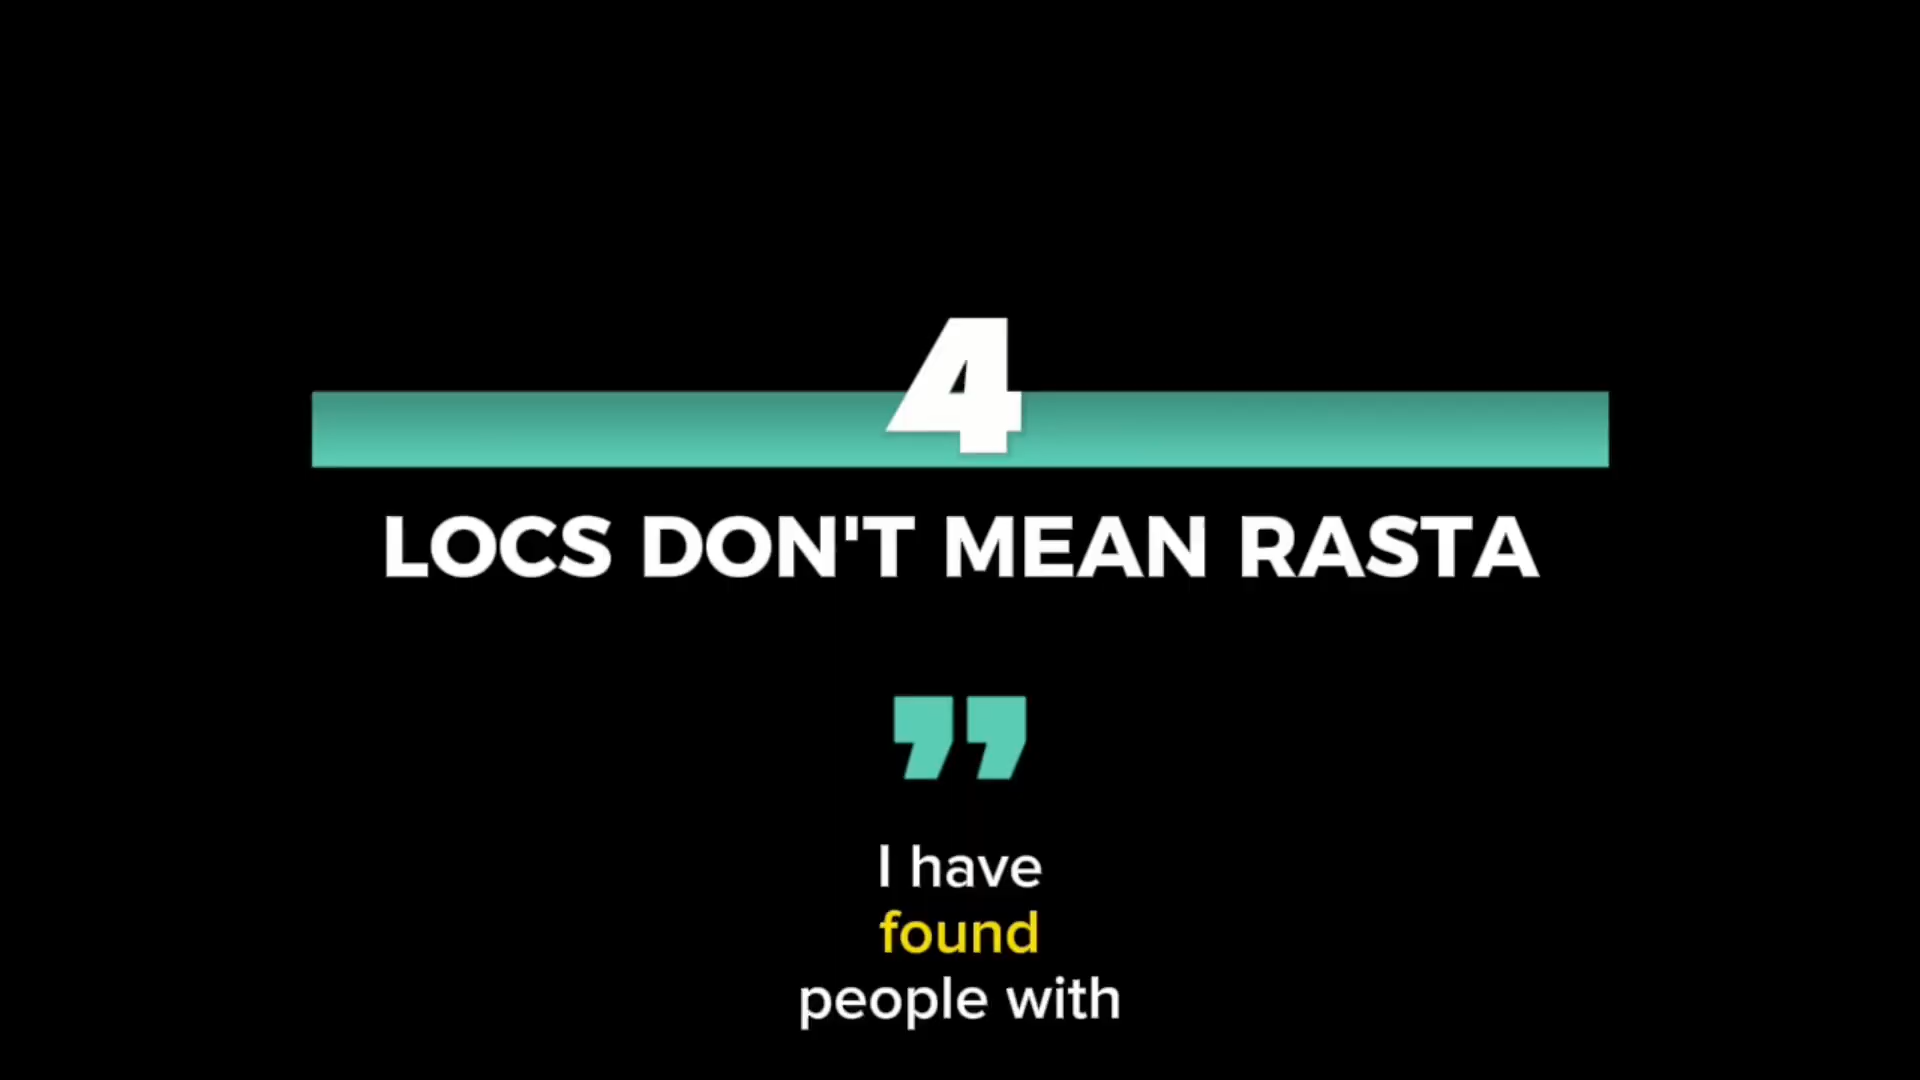 4
LOCS DON'T MEAN RASTA
”
I have
found
people with